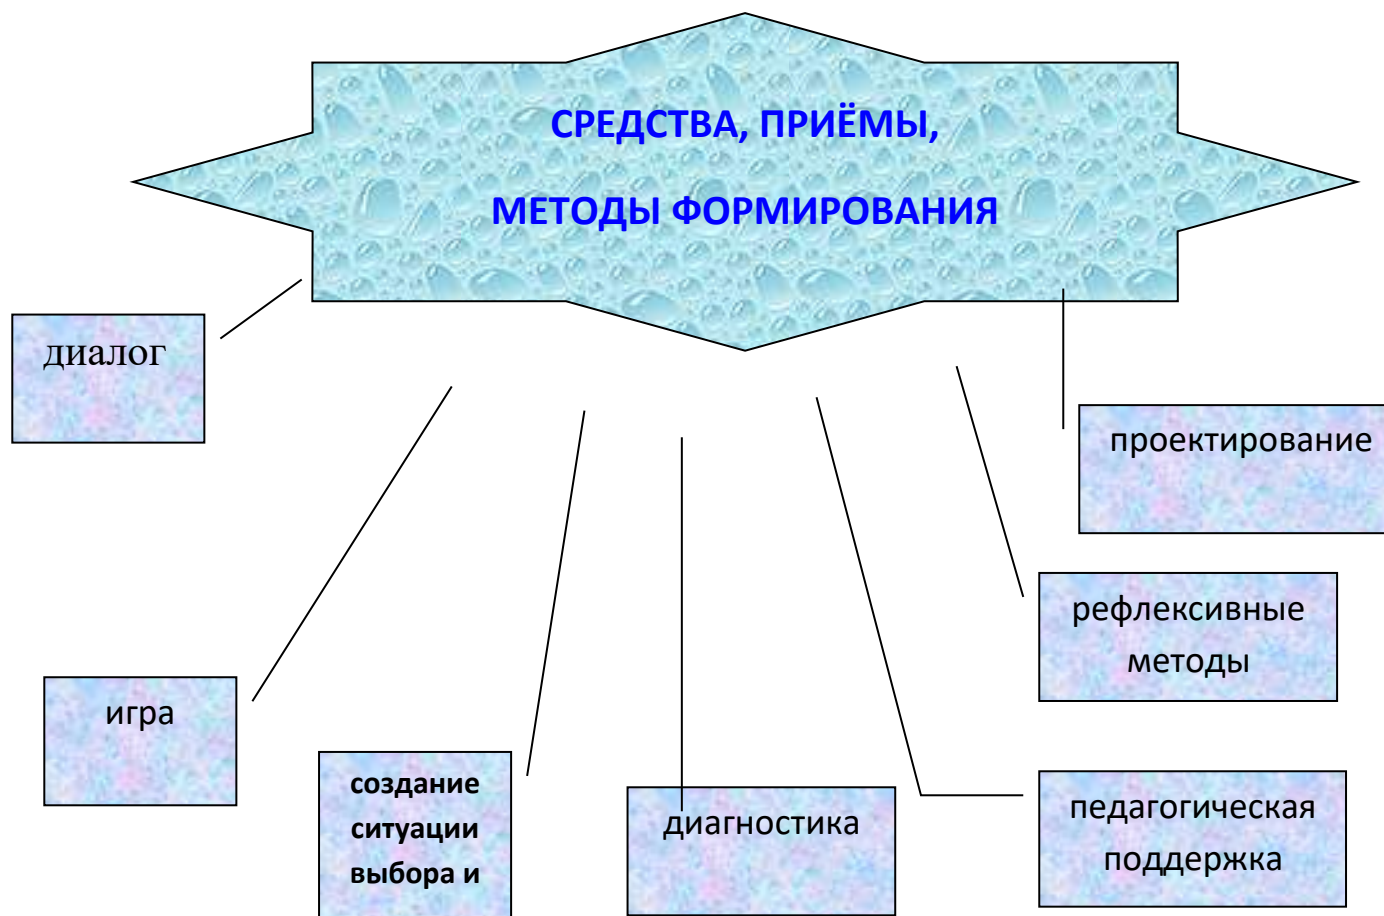 СРЕДСТВА, ПРИЁМЫ,
МЕТОДЫ ФОРМИРОВАНИЯ
диалог
проектирование
рефлексивные
методы
игра
создание
ситуации
выбора и
диагностика
педагогическая
поддержка